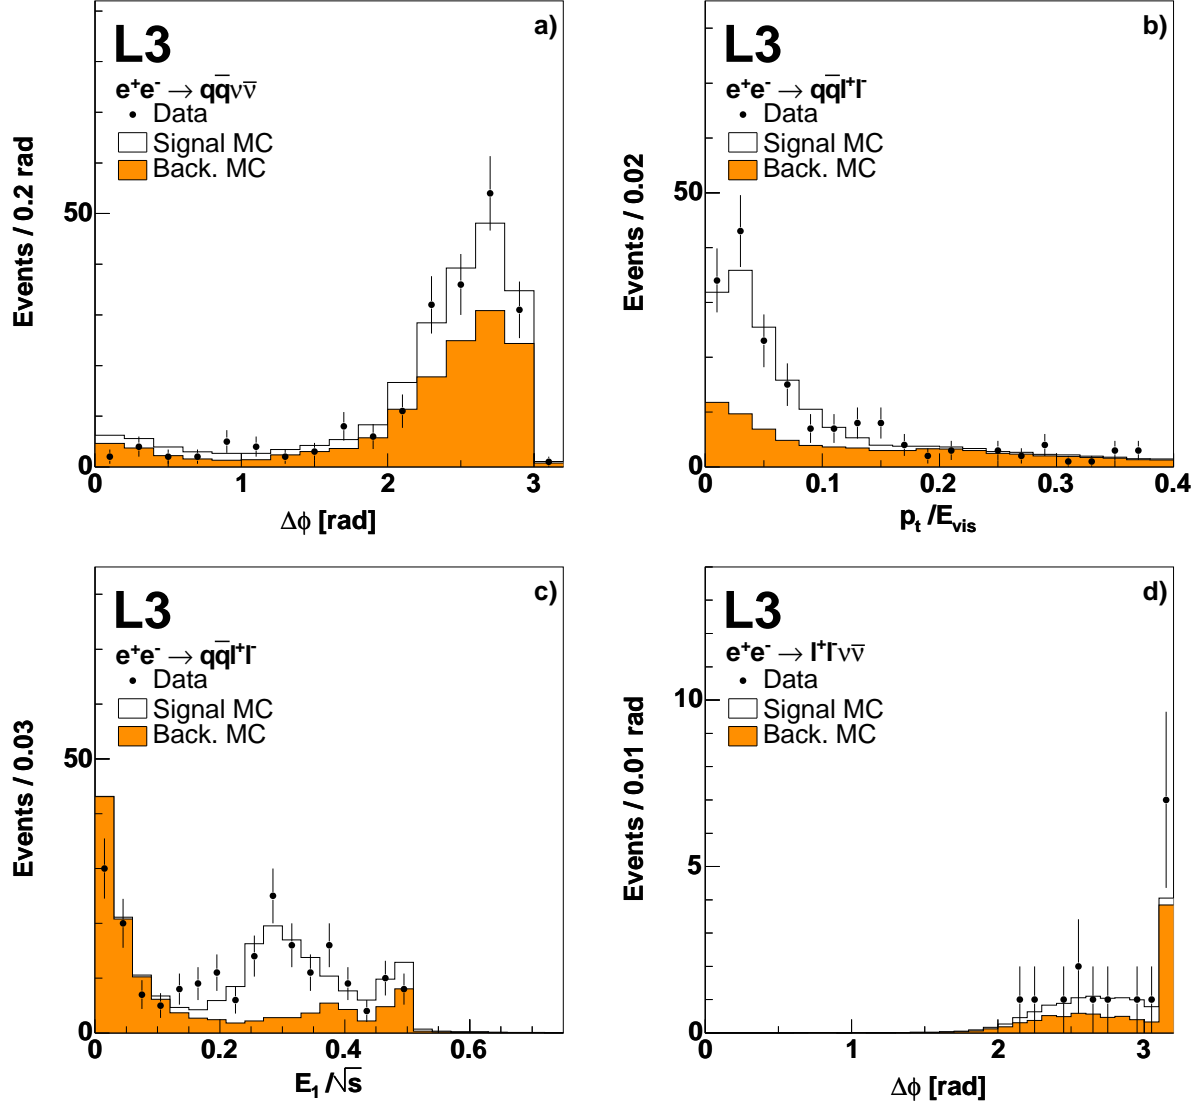 a)
L3
e⁺e⁻ → qq̅νν̅
Data
Signal MC
Back. MC
Events / 0.2 rad
50
0
0 1 2 3
Δϕ [rad]
b)
L3
e⁺e⁻ → qq̅l⁺l⁻
Data
Signal MC
Back. MC
Events / 0.02
50
0
0 0.1 0.2 0.3 0.4
pₜ /E_vis
c)
L3
e⁺e⁻ → qq̅l⁺l⁻
Data
Signal MC
Back. MC
Events / 0.03
50
0
0 0.2 0.4 0.6
E₁ /√s
d)
L3
e⁺e⁻ → l⁺l⁻νν̅
Data
Signal MC
Back. MC
Events / 0.01 rad
10
5
0
0 1 2 3
Δϕ [rad]